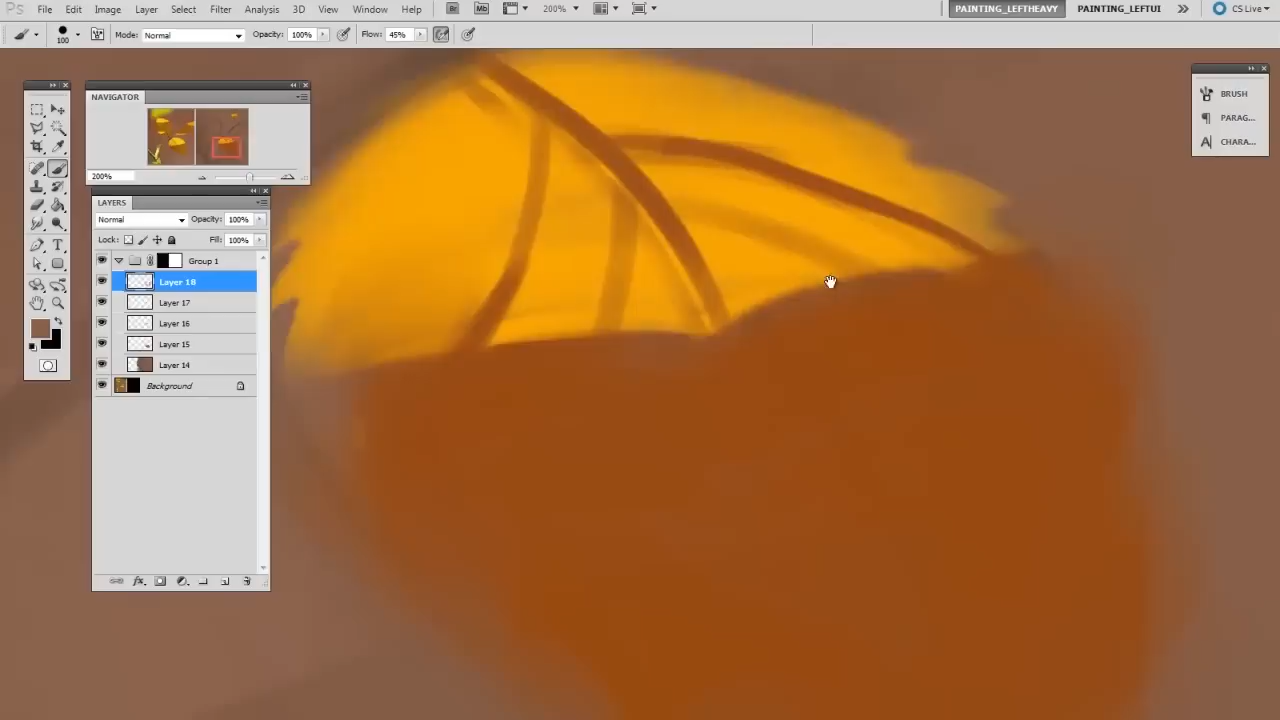 Ps File Edit Image Layer Select Filter Analysis 3D View Window Help Br Mb 200% PAINTING_LEFTHEAVY PAINTING_LEFTUI CS Live
100 Mode: Normal Opacity: 100% Flow: 45%
NAVIGATOR
200%
LAYERS
Normal Opacity: 100%
Lock: Fill: 100%
Group 1
Layer 18
Layer 17
Layer 16
Layer 15
Layer 14
Background
BRUSH
PARAG...
CHARA...